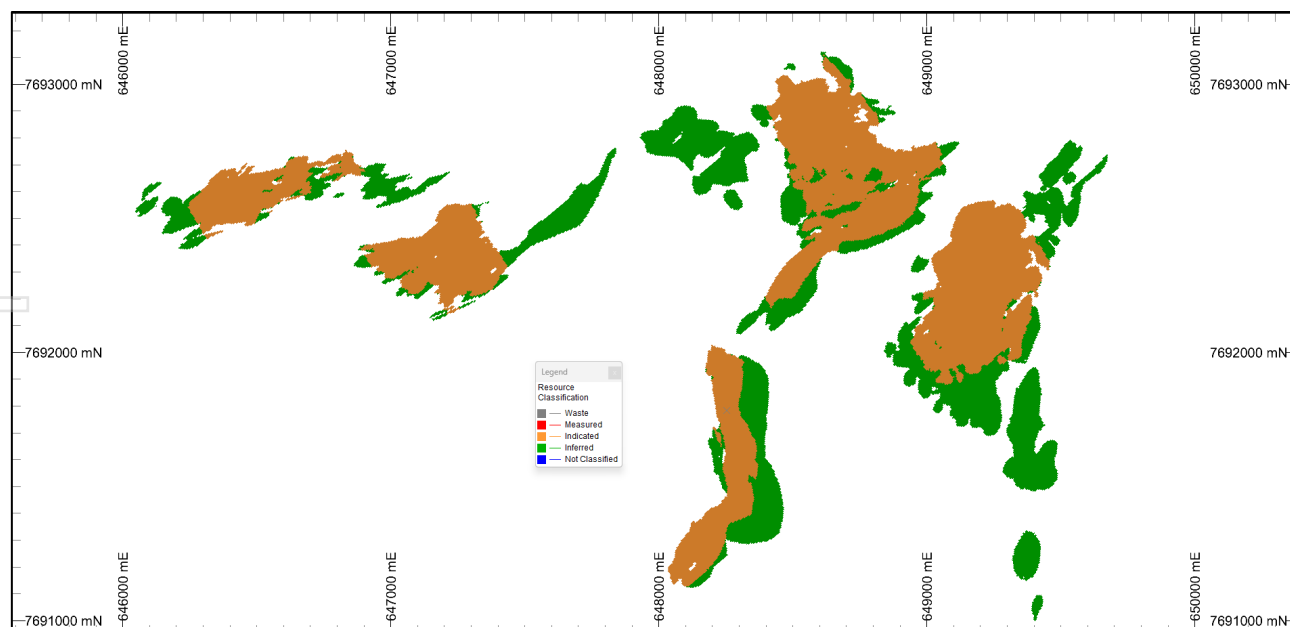 646000 mE
647000 mE
648000 mE
649000 mE
650000 mE
7693000 mN
7693000 mN
7692000 mN
7692000 mN
Legend
Resource
Classification
Waste
Measured
Indicated
Inferred
Not Classified
646000 mE
647000 mE
648000 mE
649000 mE
650000 mE
7691000 mN
7691000 mN